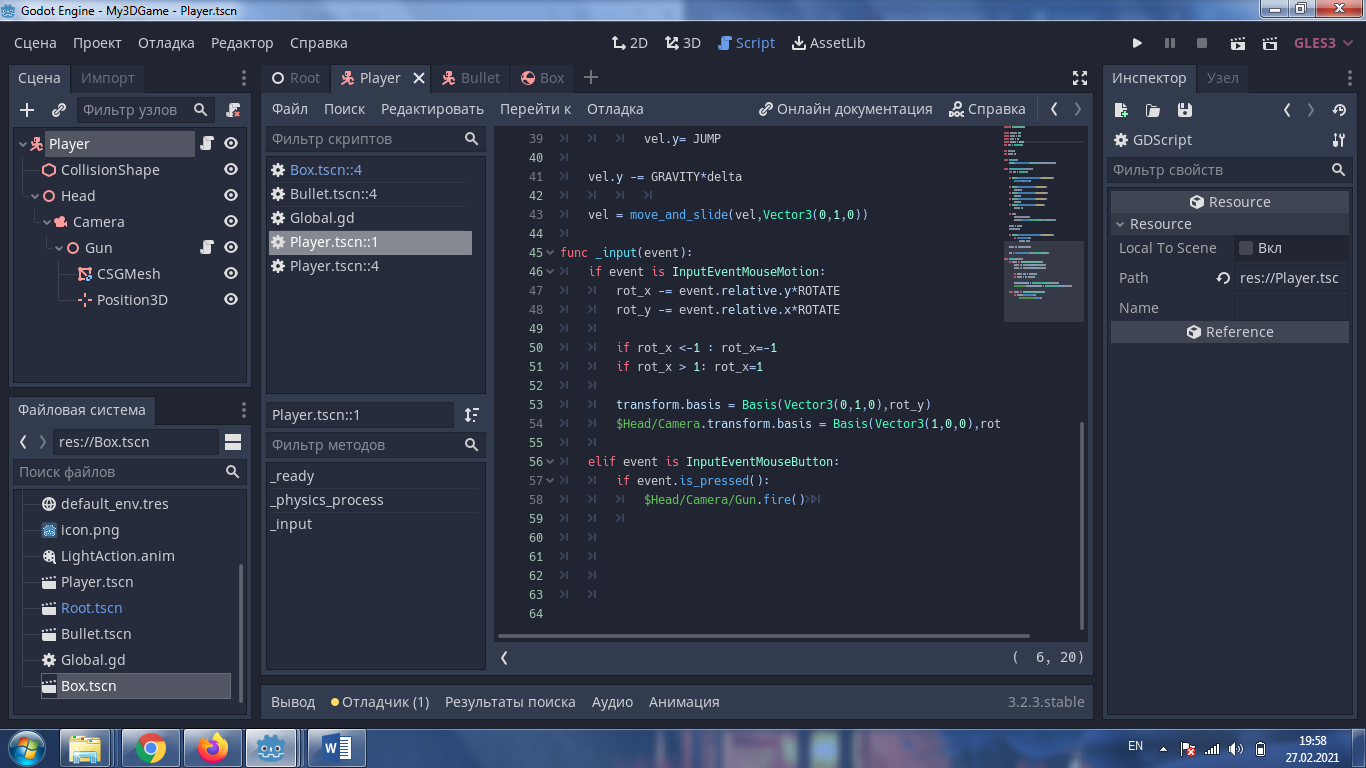 Godot Engine - My3DGame - Player.tscn
Сцена Проект Отладка Редактор Справка
2D 3D Script AssetLib
GLES3
Сцена Импорт
Фильтр узлов
Player
CollisionShape
Head
Camera
Gun
CSGMesh
Position3D
Файловая система
res://Box.tscn
Поиск файлов
default_env.tres
icon.png
LightAction.anim
Player.tscn
Root.tscn
Bullet.tscn
Global.gd
Box.tscn
Root Player Bullet Box
Файл Поиск Редактировать Перейти к Отладка Онлайн документация Справка
Фильтр скриптов
Box.tscn::4
Bullet.tscn::4
Global.gd
Player.tscn::1
Player.tscn::4
Player.tscn::1
Фильтр методов
_ready
_physics_process
_input
39 vel.y= JUMP
40
41 vel.y -= GRAVITY*delta
42
43 vel = move_and_slide(vel,Vector3(0,1,0))
44
45 func _input(event):
46 if event is InputEventMouseMotion:
47 rot_x -= event.relative.y*ROTATE
48 rot_y -= event.relative.x*ROTATE
49
50 if rot_x <-1 : rot_x=-1
51 if rot_x > 1: rot_x=1
52
53 transform.basis = Basis(Vector3(0,1,0),rot_y)
54 $Head/Camera.transform.basis = Basis(Vector3(1,0,0),rot
55
56 elif event is InputEventMouseButton:
57 if event.is_pressed():
58 $Head/Camera/Gun.fire()
59
60
61
62
63
64
( 6, 20)
Вывод Отладчик (1) Результаты поиска Аудио Анимация 3.2.3.stable
Инспектор Узел
GDScript
Фильтр свойств
Resource
Resource
Local To Scene Вкл
Path res://Player.tsc
Name
Reference
EN
19:58
27.02.2021